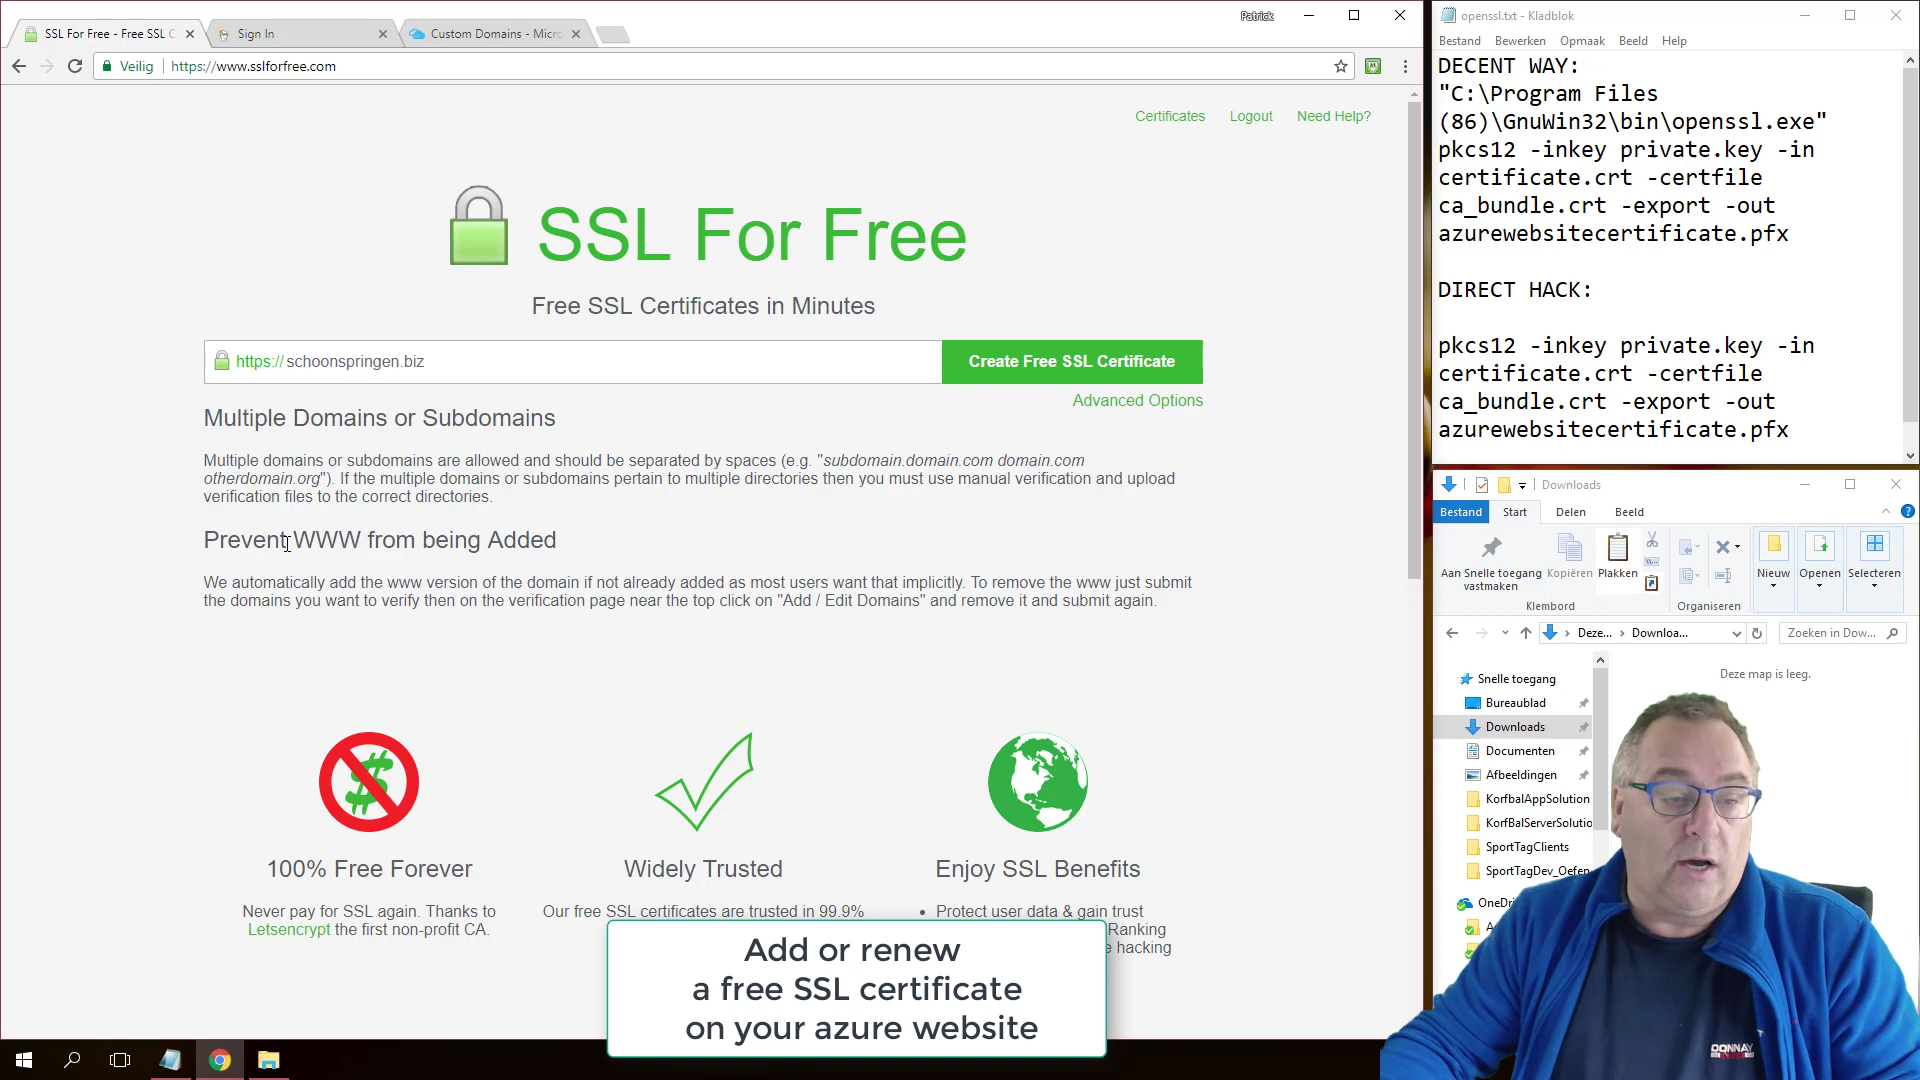 Patrick
SSL For Free - Free SSL C
Sign In
Custom Domains - Micro
Veilig
https://www.sslforfree.com
Certificates
Logout
Need Help?
SSL For Free
Free SSL Certificates in Minutes
https:// schoonspringen.biz
Create Free SSL Certificate
Advanced Options
Multiple Domains or Subdomains
Multiple domains or subdomains are allowed and should be separated by spaces (e.g. "subdomain.domain.com domain.com
otherdomain.org"). If the multiple domains or subdomains pertain to multiple directories then you must use manual verification and upload
verification files to the correct directories.
Prevent WWW from being Added
We automatically add the www version of the domain if not already added as most users want that implicitly. To remove the www just submit
the domains you want to verify then on the verification page near the top click on "Add / Edit Domains" and remove it and submit again.
100% Free Forever
Never pay for SSL again. Thanks to
Letsencrypt the first non-profit CA.
Widely Trusted
Our free SSL certificates are trusted in 99.9%
Enjoy SSL Benefits
Protect user data & gain trust
Ranking
hacking
Add or renew
a free SSL certificate
on your azure website
openssl.txt - Kladblok
Bestand
Bewerken
Opmaak
Beeld
Help
DECENT WAY:
"C:\Program Files
(86)\GnuWin32\bin\openssl.exe"
pkcs12 -inkey private.key -in
certificate.crt -certfile
ca_bundle.crt -export -out
azurewebsitecertificate.pfx
DIRECT HACK:
pkcs12 -inkey private.key -in
certificate.crt -certfile
ca_bundle.crt -export -out
azurewebsitecertificate.pfx
Downloads
Bestand
Start
Delen
Beeld
Aan Snelle toegang
vastmaken
Kopiëren
Plakken
Klembord
Organiseren
Nieuw
Openen
Selecteren
Deze...
Downloa...
Zoeken in Dow...
Deze map is leeg.
Snelle toegang
Bureaublad
Downloads
Documenten
Afbeeldingen
KorfbalAppSolution
KorfBalServerSolutio
SportTagClients
SportTagDev_Oefen
OneDri
DONNAY